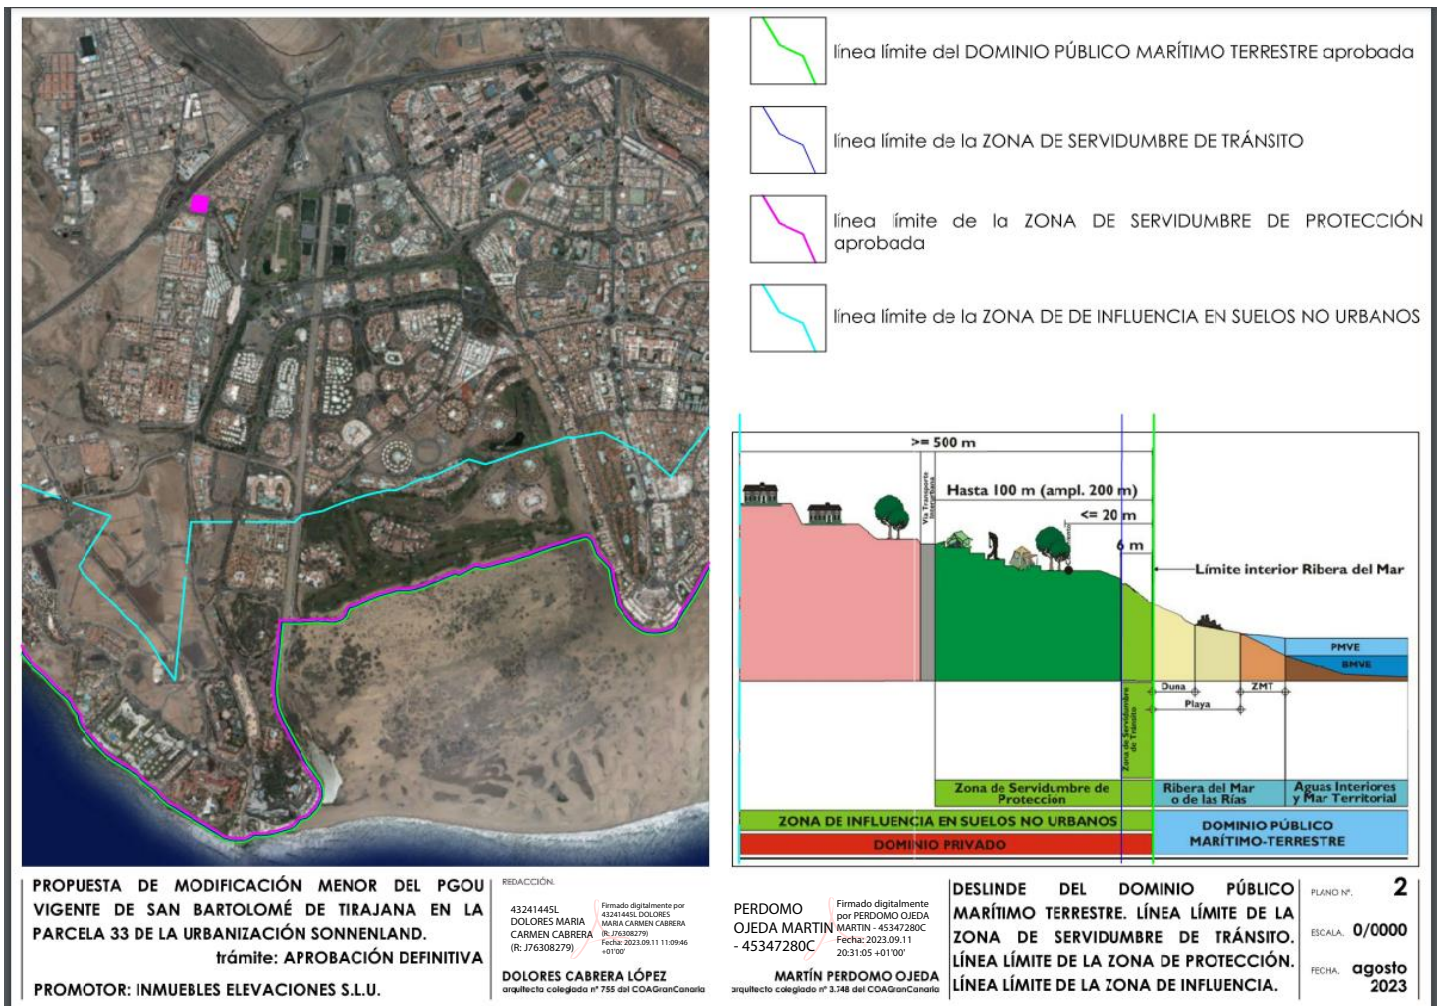 línea límite del DOMINIO PÚBLICO MARÍTIMO TERRESTRE aprobada
línea límite de la ZONA DE SERVIDUMBRE DE TRÁNSITO
línea límite de la ZONA DE SERVIDUMBRE DE PROTECCIÓN
aprobada
línea límite de la ZONA DE DE INFLUENCIA EN SUELOS NO URBANOS
>= 500 m
Vía Transporte
Interurbana
Hasta 100 m (ampl. 200 m)
<= 20 m
6 m
Límite interior Ribera del Mar
PMVE
BMVE
Duna
ZMT
Playa
Zona de Servidumbre
de Tránsito
Zona de Servidumbre de
Protección
Ribera del Mar
o de las Rías
Aguas Interiores
y Mar Territorial
ZONA DE INFLUENCIA EN SUELOS NO URBANOS
DOMINIO PRIVADO
DOMINIO PÚBLICO
MARÍTIMO-TERRESTRE
PROPUESTA DE MODIFICACIÓN MENOR DEL PGOU
VIGENTE DE SAN BARTOLOMÉ DE TIRAJANA EN LA
PARCELA 33 DE LA URBANIZACIÓN SONNENLAND.
trámite: APROBACIÓN DEFINITIVA
PROMOTOR: INMUEBLES ELEVACIONES S.L.U.
REDACCIÓN.
43241445L
DOLORES MARIA
CARMEN CABRERA
(R: J76308279)
Firmado digitalmente por
43241445L DOLORES
MARIA CARMEN CABRERA
(R: J76308279)
Fecha: 2023.09.11 11:09:46
+01'00'
DOLORES CABRERA LÓPEZ
arquitecta colegiada nº 755 del COAGranCanaria
PERDOMO
OJEDA MARTIN
- 45347280C
Firmado digitalmente
por PERDOMO OJEDA
MARTIN - 45347280C
Fecha: 2023.09.11
20:31:05 +01'00'
MARTÍN PERDOMO OJEDA
arquitecto colegiado nº 3.748 del COAGranCanaria
DESLINDE DEL DOMINIO PÚBLICO
MARÍTIMO TERRESTRE. LÍNEA LÍMITE DE LA
ZONA DE SERVIDUMBRE DE TRÁNSITO.
LÍNEA LÍMITE DE LA ZONA DE PROTECCIÓN.
LÍNEA LÍMITE DE LA ZONA DE INFLUENCIA.
PLANO Nº. 2
ESCALA. 0/0000
FECHA. agosto
2023